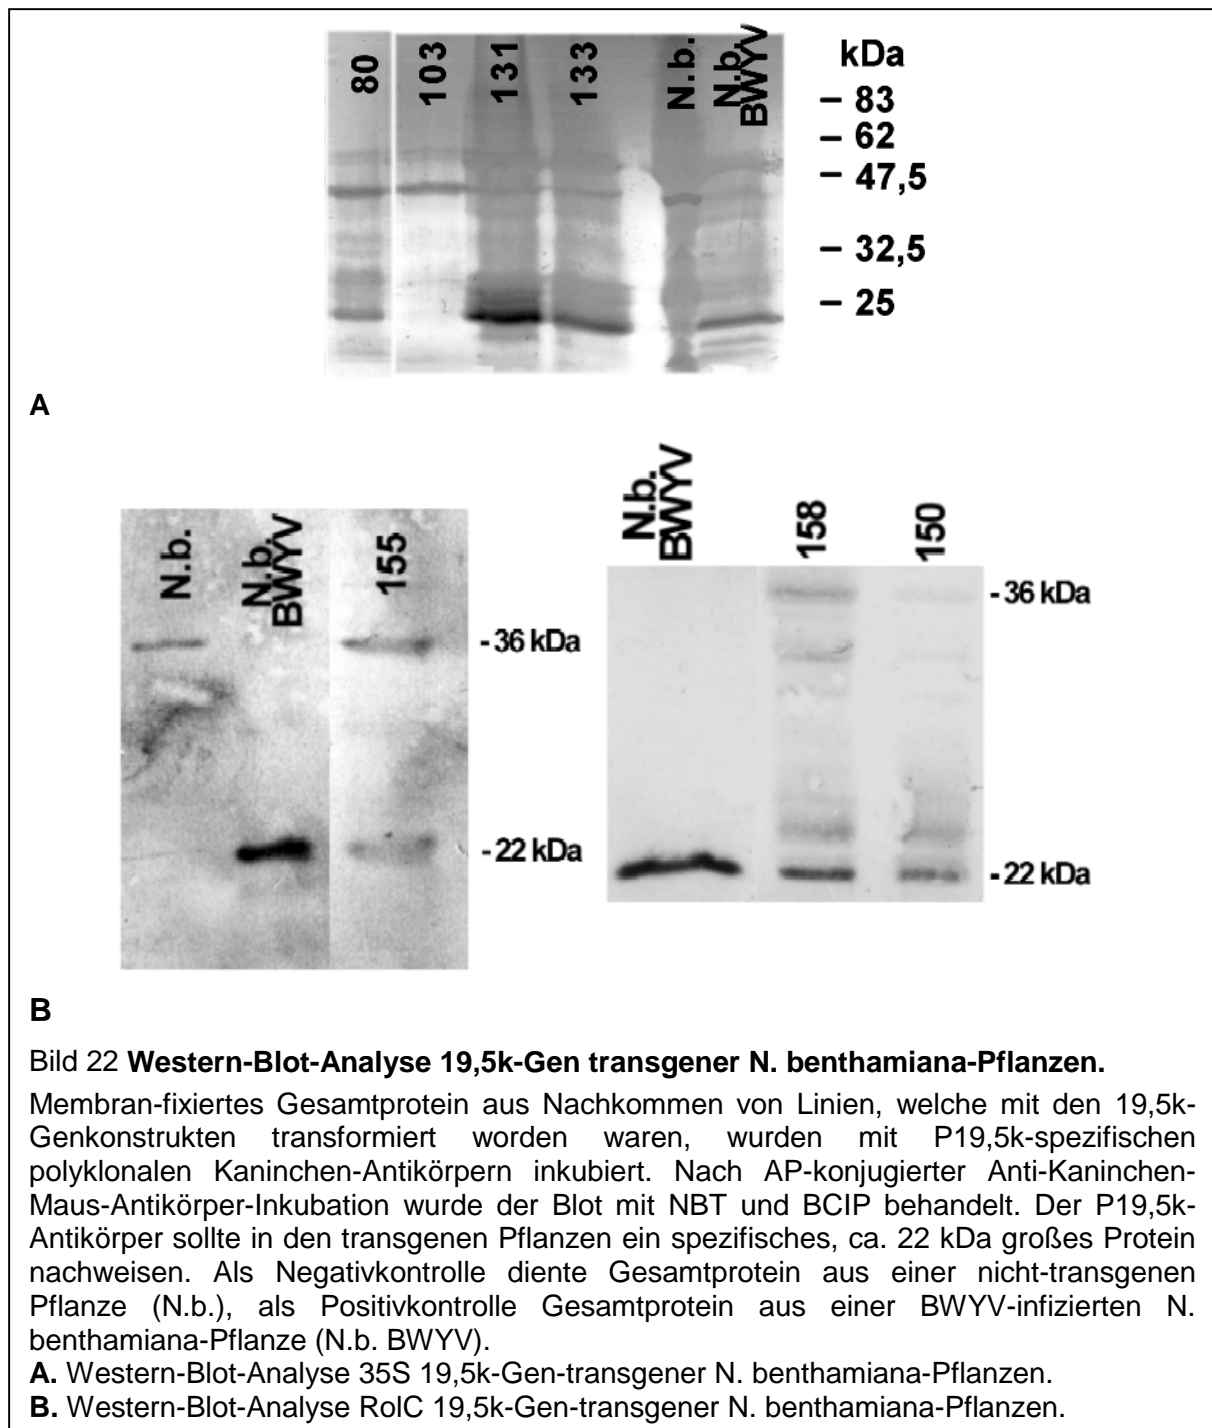 80
103
131
133
N.b.
N.b.
BWYV
kDa
– 83
– 62
– 47,5
– 32,5
– 25
A
N.b.
N.b.
BWYV
155
- 36 kDa
- 22 kDa
N.b.
BWYV
158
150
- 36 kDa
- 22 kDa
B
Bild 22 Western-Blot-Analyse 19,5k-Gen transgener N. benthamiana-Pflanzen.
Membran-fixiertes Gesamtprotein aus Nachkommen von Linien, welche mit den 19,5k-
Genkonstrukten transformiert worden waren, wurden mit P19,5k-spezifischen
polyklonalen Kaninchen-Antikörpern inkubiert. Nach AP-konjugierter Anti-Kaninchen-
Maus-Antikörper-Inkubation wurde der Blot mit NBT und BCIP behandelt. Der P19,5k-
Antikörper sollte in den transgenen Pflanzen ein spezifisches, ca. 22 kDa großes Protein
nachweisen. Als Negativkontrolle diente Gesamtprotein aus einer nicht-transgenen
Pflanze (N.b.), als Positivkontrolle Gesamtprotein aus einer BWYV-infizierten N.
benthamiana-Pflanze (N.b. BWYV).
A. Western-Blot-Analyse 35S 19,5k-Gen-transgener N. benthamiana-Pflanzen.
B. Western-Blot-Analyse RolC 19,5k-Gen-transgener N. benthamiana-Pflanzen.